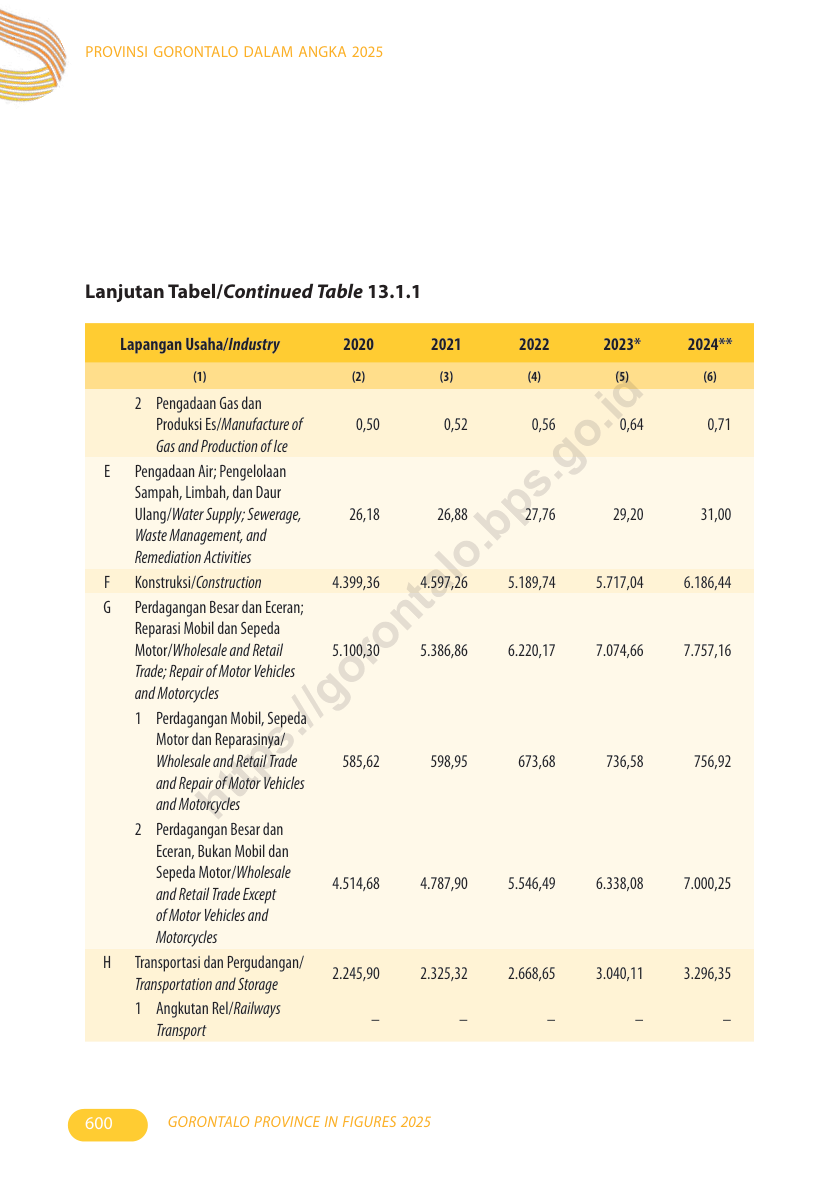 PROVINSI GORONTALO DALAM ANGKA 2025
Lanjutan Tabel/Continued Table 13.1.1
Lapangan Usaha/Industry 2020 2021 2022 2023* 2024**
(1) (2) (3) (4) (5) (6)
2 Pengadaan Gas dan
Produksi Es/Manufacture of 0,50 0,52 0,56 0,64 0,71
Gas and Production of Ice
E Pengadaan Air; Pengelolaan
Sampah, Limbah, dan Daur
Ulang/Water Supply; Sewerage, 26,18 26,88 27,76 29,20 31,00
Waste Management, and
Remediation Activities
F Konstruksi/Construction 4.399,36 4.597,26 5.189,74 5.717,04 6.186,44
G Perdagangan Besar dan Eceran;
Reparasi Mobil dan Sepeda
Motor/Wholesale and Retail 5.100,30 5.386,86 6.220,17 7.074,66 7.757,16
Trade; Repair of Motor Vehicles
and Motorcycles
1 Perdagangan Mobil, Sepeda
Motor dan Reparasinya/
Wholesale and Retail Trade 585,62 598,95 673,68 736,58 756,92
and Repair of Motor Vehicles
and Motorcycles
2 Perdagangan Besar dan
Eceran, Bukan Mobil dan
Sepeda Motor/Wholesale 4.514,68 4.787,90 5.546,49 6.338,08 7.000,25
and Retail Trade Except
of Motor Vehicles and
Motorcycles
H Transportasi dan Pergudangan/ 2.245,90 2.325,32 2.668,65 3.040,11 3.296,35
Transportation and Storage
1 Angkutan Rel/Railways – – – – –
Transport
https://gorontalo.bps.go.id
600 GORONTALO PROVINCE IN FIGURES 2025